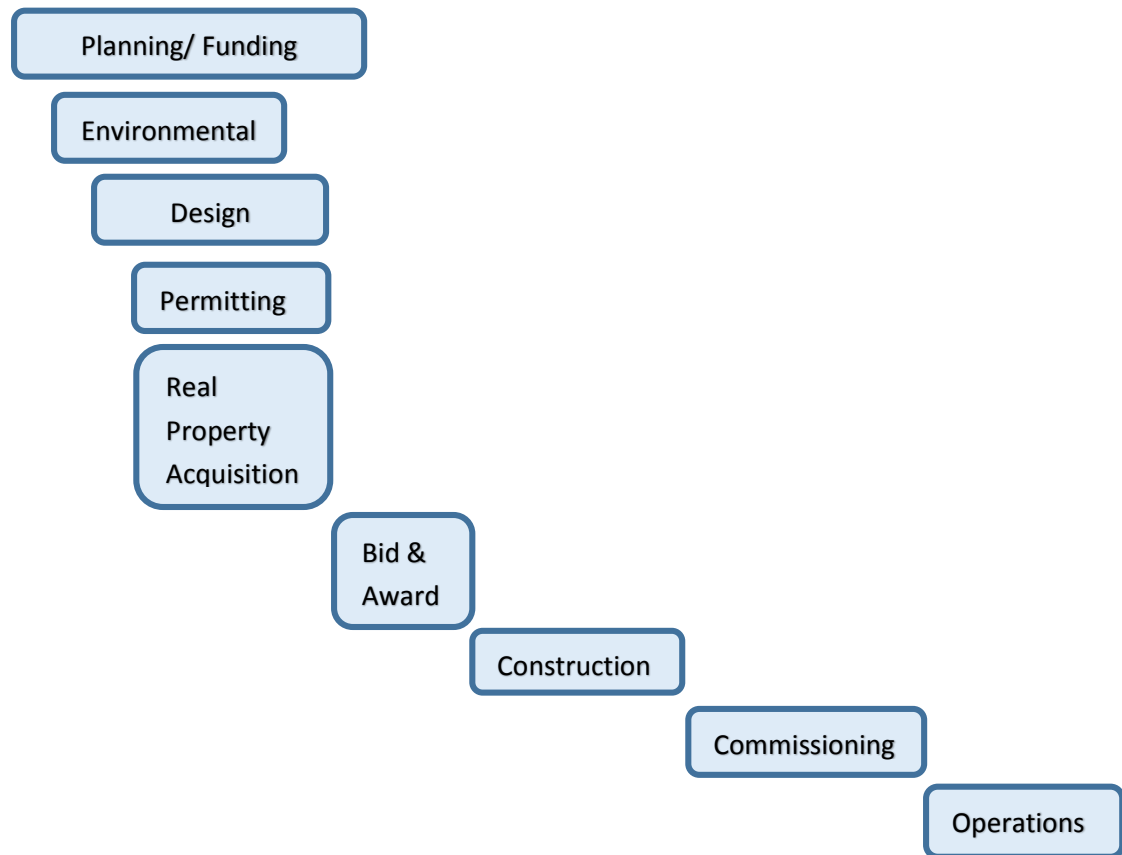 Planning/ Funding
Environmental
Design
Permitting
Real
Property
Acquisition
Bid &
Award
Construction
Commissioning
Operations